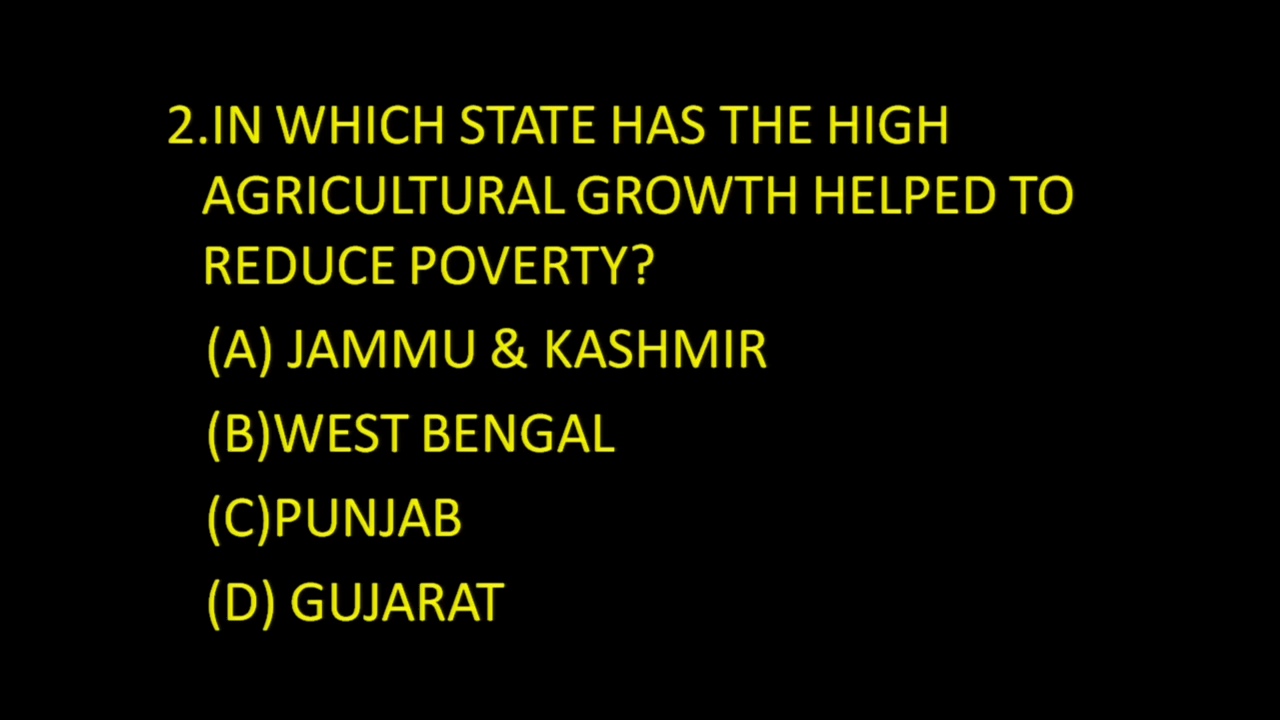 2.IN WHICH STATE HAS THE HIGH
AGRICULTURAL GROWTH HELPED TO
REDUCE POVERTY?
(A) JAMMU & KASHMIR
(B)WEST BENGAL
(C)PUNJAB
(D) GUJARAT